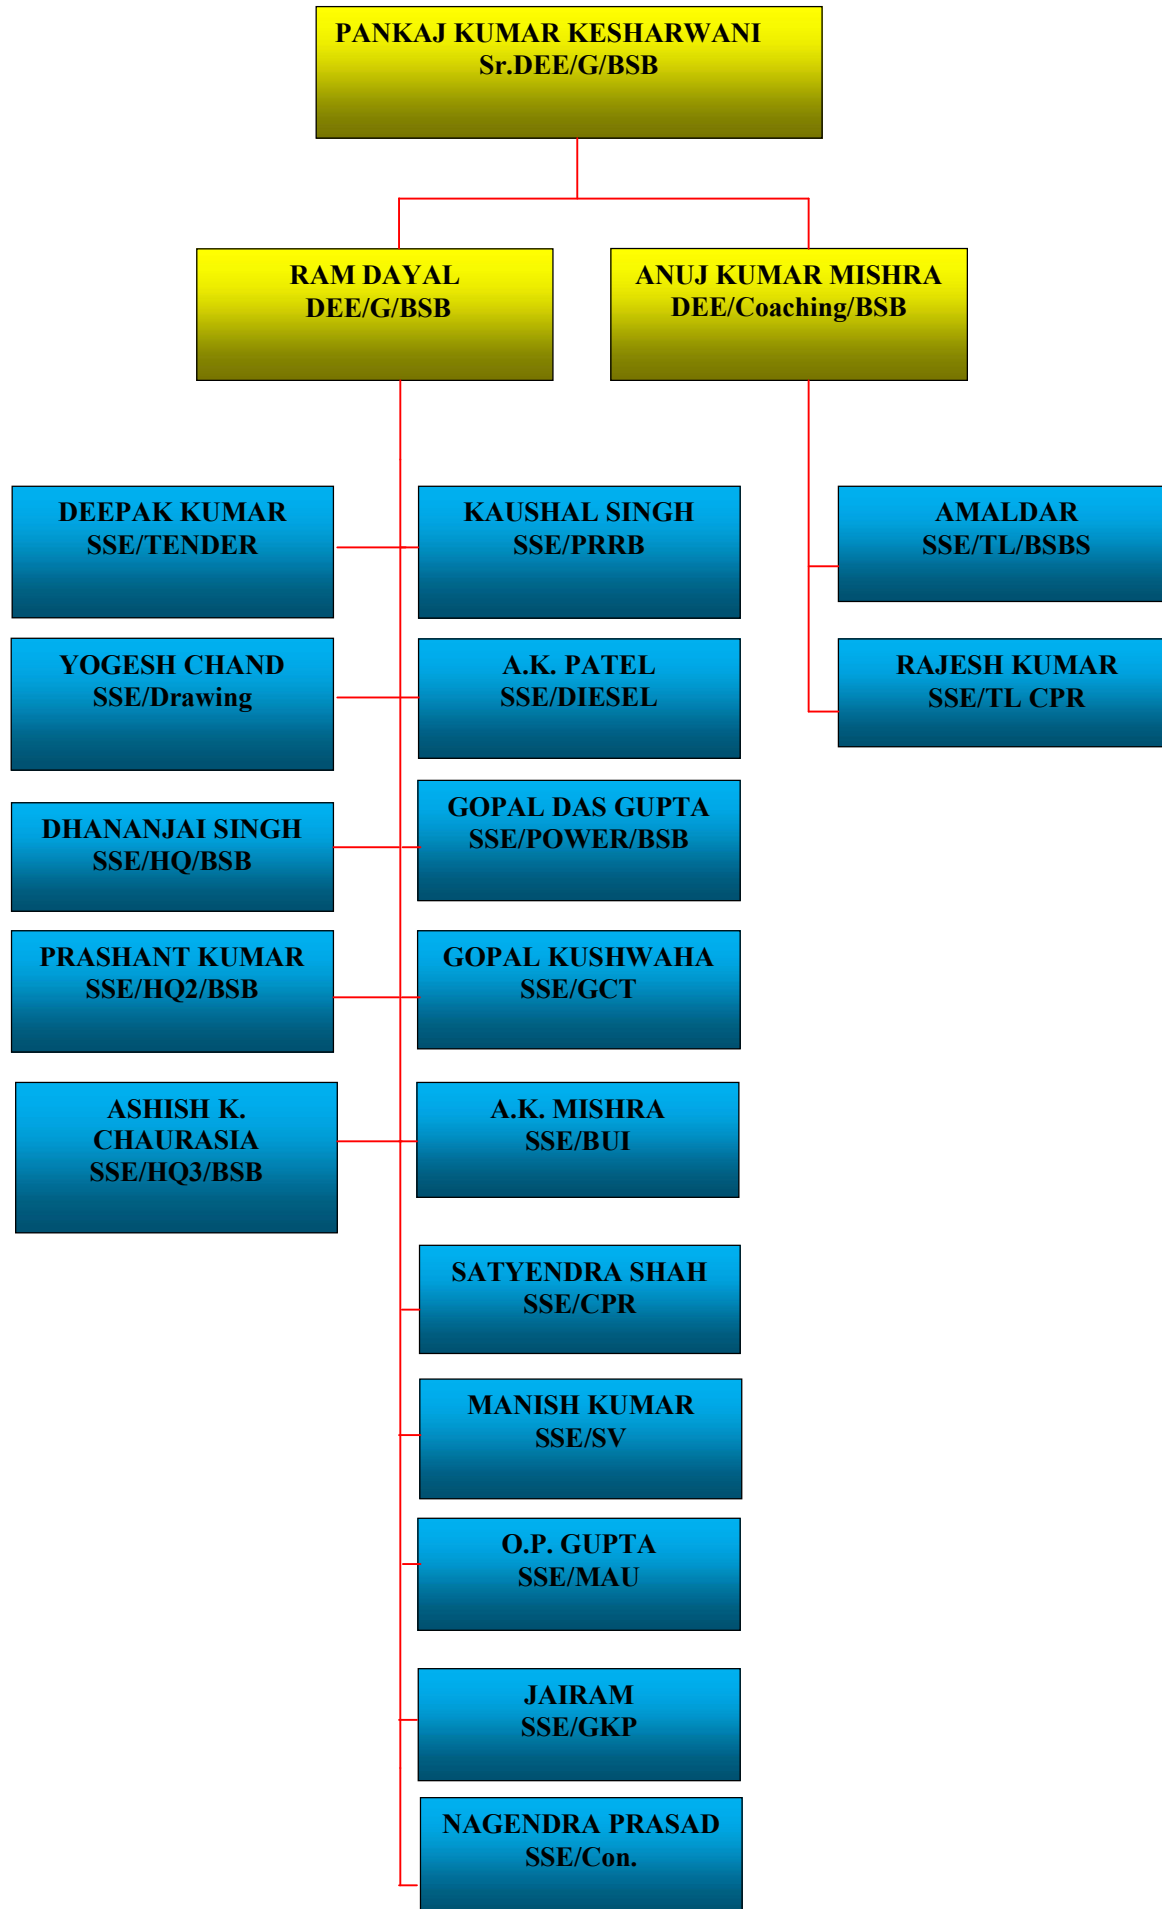 PANKAJ KUMAR KESHARWANI
Sr.DEE/G/BSB
RAM DAYAL
DEE/G/BSB
ANUJ KUMAR MISHRA
DEE/Coaching/BSB
DEEPAK KUMAR
SSE/TENDER
KAUSHAL SINGH
SSE/PRRB
AMALDAR
SSE/TL/BSBS
YOGESH CHAND
SSE/Drawing
A.K. PATEL
SSE/DIESEL
RAJESH KUMAR
SSE/TL CPR
DHANANJAI SINGH
SSE/HQ/BSB
GOPAL DAS GUPTA
SSE/POWER/BSB
PRASHANT KUMAR
SSE/HQ2/BSB
GOPAL KUSHWAHA
SSE/GCT
ASHISH K.
CHAURASIA
SSE/HQ3/BSB
A.K. MISHRA
SSE/BUI
SATYENDRA SHAH
SSE/CPR
MANISH KUMAR
SSE/SV
O.P. GUPTA
SSE/MAU
JAIRAM
SSE/GKP
NAGENDRA PRASAD
SSE/Con.